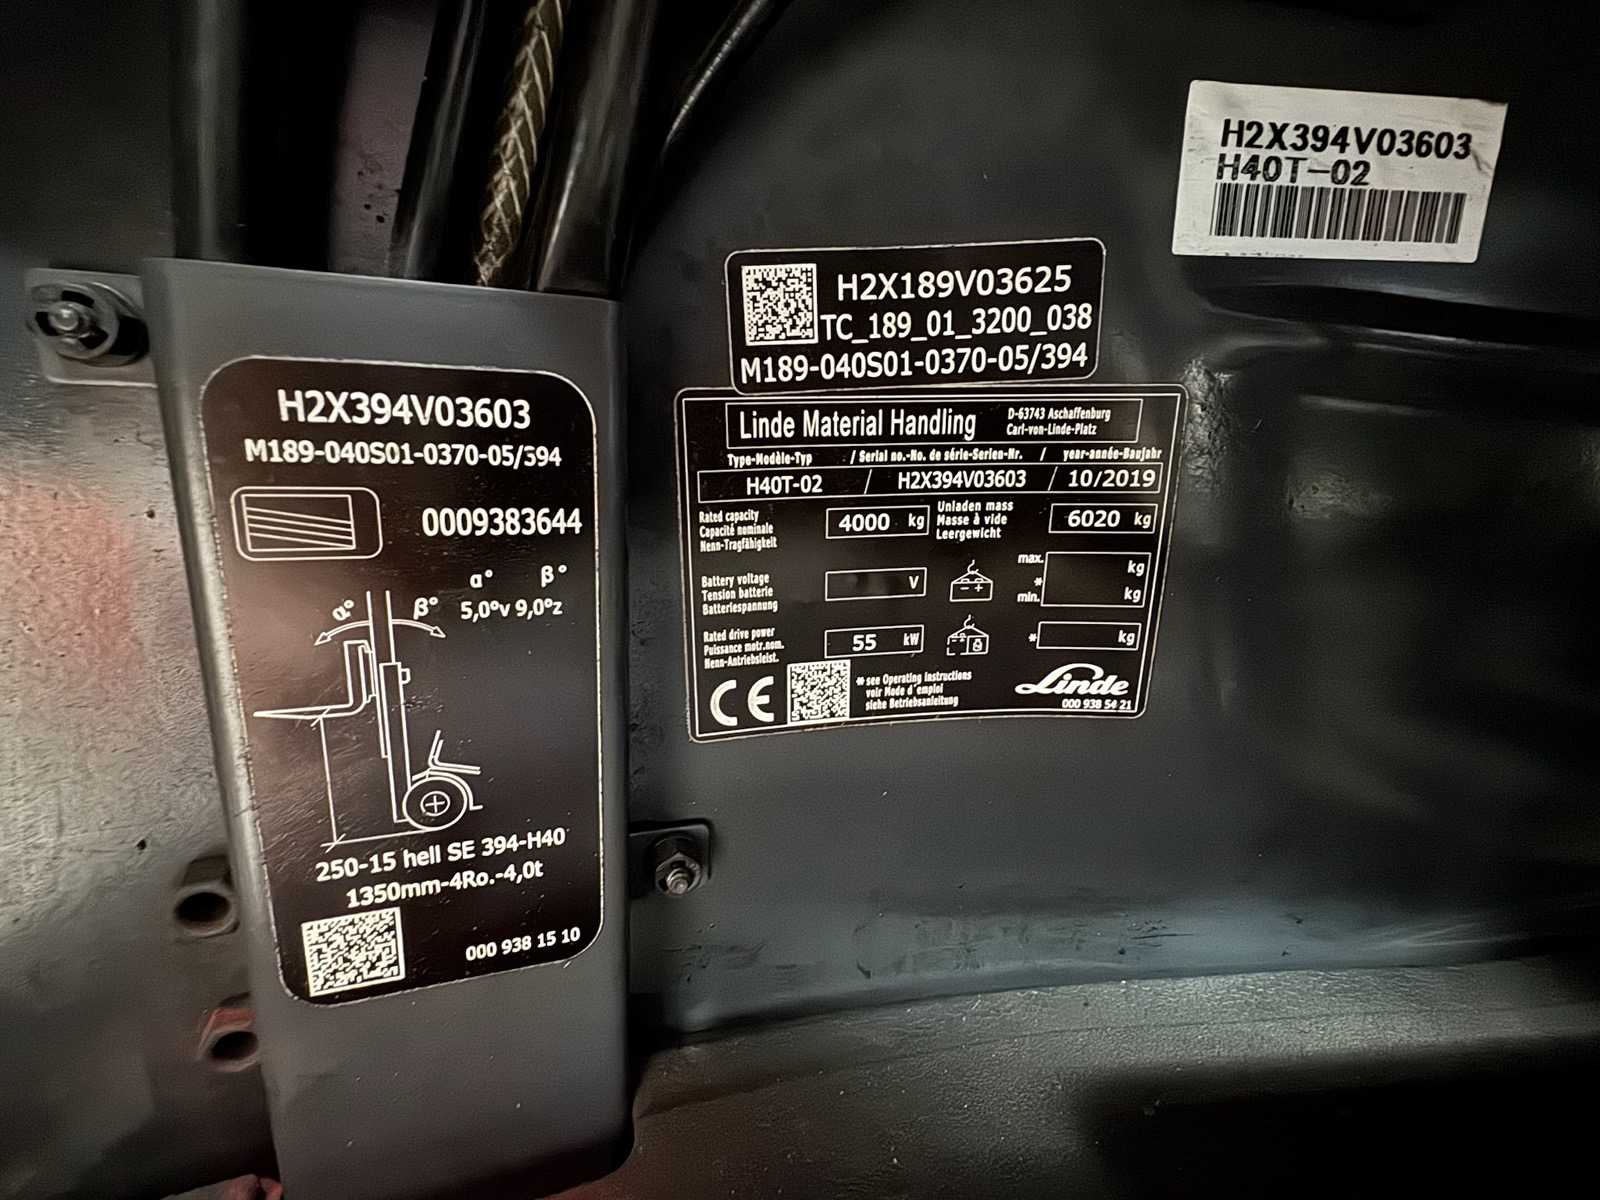 H2X394V03603
H40T-02
H2X189V03625
TC_189_01_3200_038
M189-040S01-0370-05/394
H2X394V03603
M189-040S01-0370-05/394
0009383644
α° β°
5,0°v 9,0°z
α° β°
250-15 hell SE 394-H40
1350mm-4Ro.-4,0t
000 938 15 10
Linde Material Handling
D-63743 Aschaffenburg
Carl-von-Linde-Platz
Type-Modèle-Typ / Serial no.-No. de série-Serien-Nr. / year-année-Baujahr
H40T-02 / H2X394V03603 / 10/2019
Rated capacity
Capacité nominale
Nenn-Tragfähigkeit
4000 kg
Unladen mass
Masse à vide
Leergewicht
6020 kg
Battery voltage
Tension batterie
Batteriespannung
V
- +
max. kg
*
min. kg
Rated drive power
Puissance motr.nom.
Nenn-Antriebsleist.
55 kW
* kg
CE
* see Operating Instructions
voir Mode d'emploi
siehe Betriebsanleitung
Linde
000 938 54 21